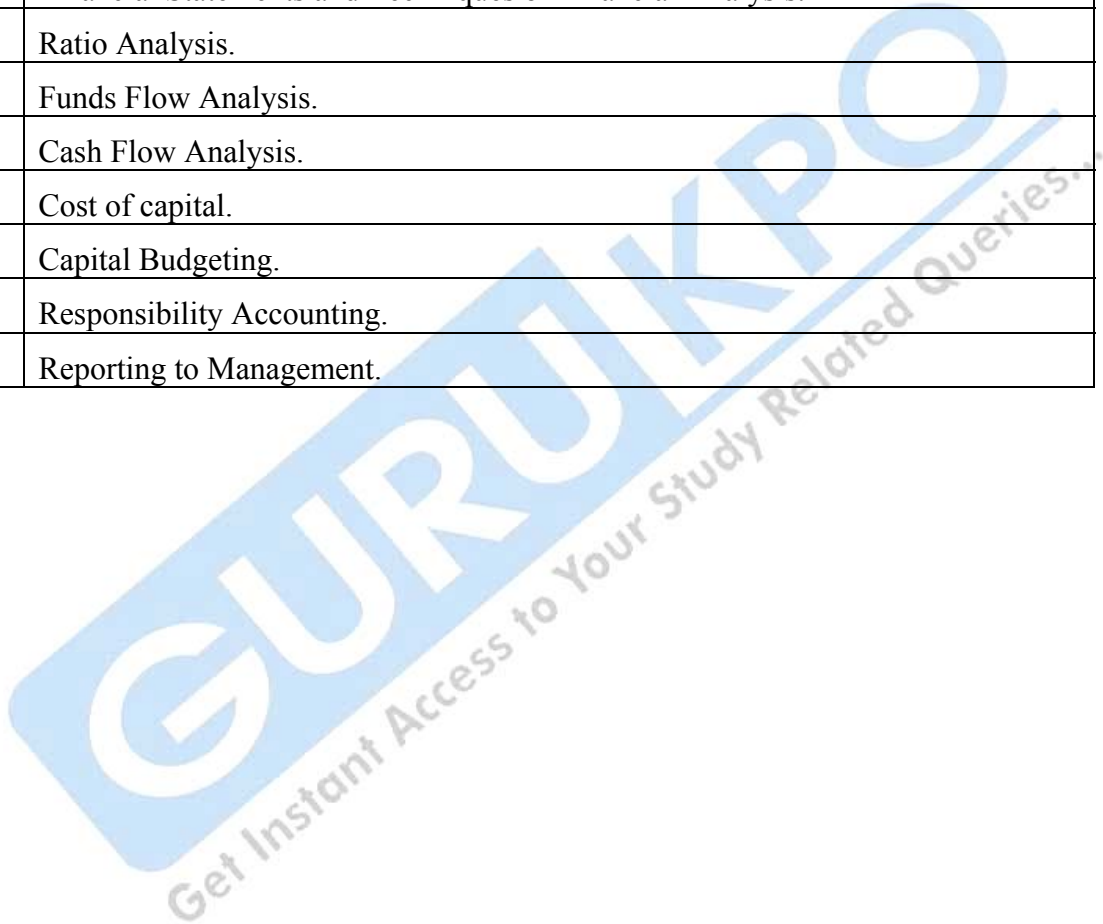 Ratio Analysis.
Funds Flow Analysis.
Cash Flow Analysis.
Cost of capital.
Capital Budgeting.
Responsibility Accounting.
Reporting to Management.
GURUKPO
Get Instant Access to Your Study Related Queries...